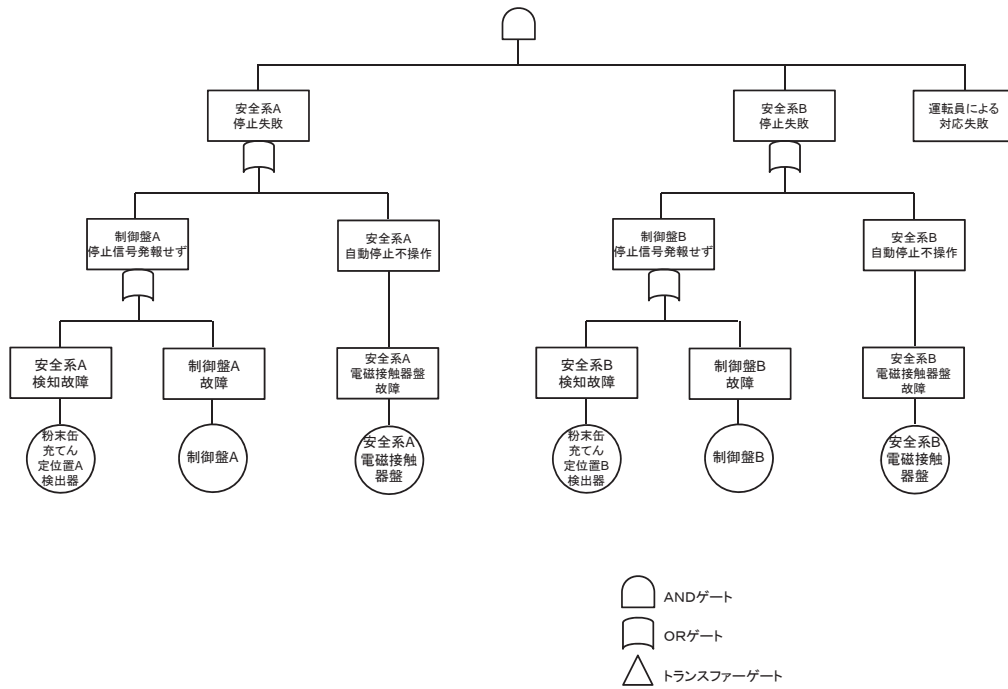 安全系A
停止失敗
安全系B
停止失敗
運転員による
対応失敗
制御盤A
停止信号発報せず
安全系A
自動停止不操作
制御盤B
停止信号発報せず
安全系B
自動停止不操作
安全系A
検知故障
制御盤A
故障
安全系A
電磁接触器盤
故障
安全系B
検知故障
制御盤B
故障
安全系B
電磁接触器盤
故障
粉末缶
充てん
定位置A
検出器
制御盤A
安全系A
電磁接触
器盤
粉末缶
充てん
定位置B
検出器
制御盤B
安全系B
電磁接触
器盤
ANDゲート
ORゲート
トランスファーゲート